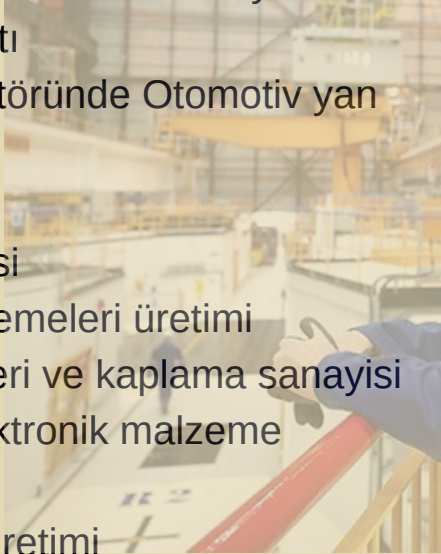 tı
töründe Otomotiv yan
si
emeleri üretimi
eri ve kaplama sanayisi
ktronik malzeme
retimi